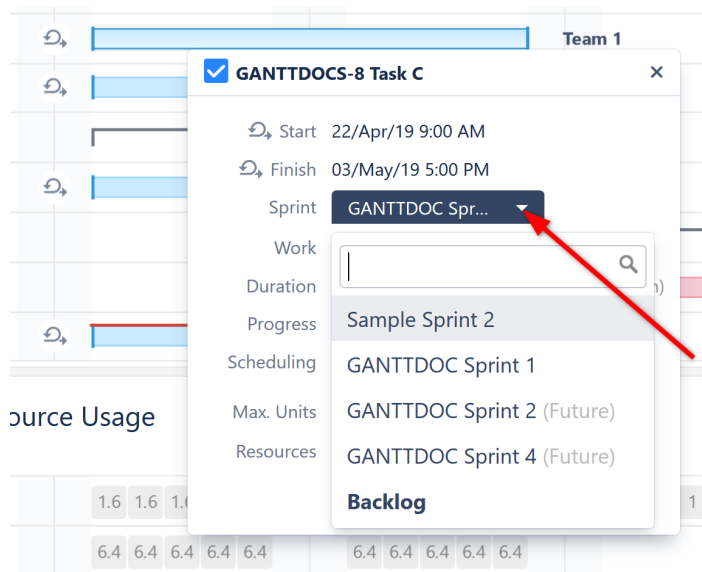 Team 1
GANTTDOCS-8 Task C
Start 22/Apr/19 9:00 AM
Finish 03/May/19 5:00 PM
Sprint GANTTDOC Spr...
Work
Duration
Progress
Scheduling
Max. Units
Resources
Sample Sprint 2
GANTTDOC Sprint 1
GANTTDOC Sprint 2 (Future)
GANTTDOC Sprint 4 (Future)
Backlog
Usage
1.6 1.6 1
6.4 6.4 6.4 6.4 6.4 6.4 6.4 6.4 6.4 6.4